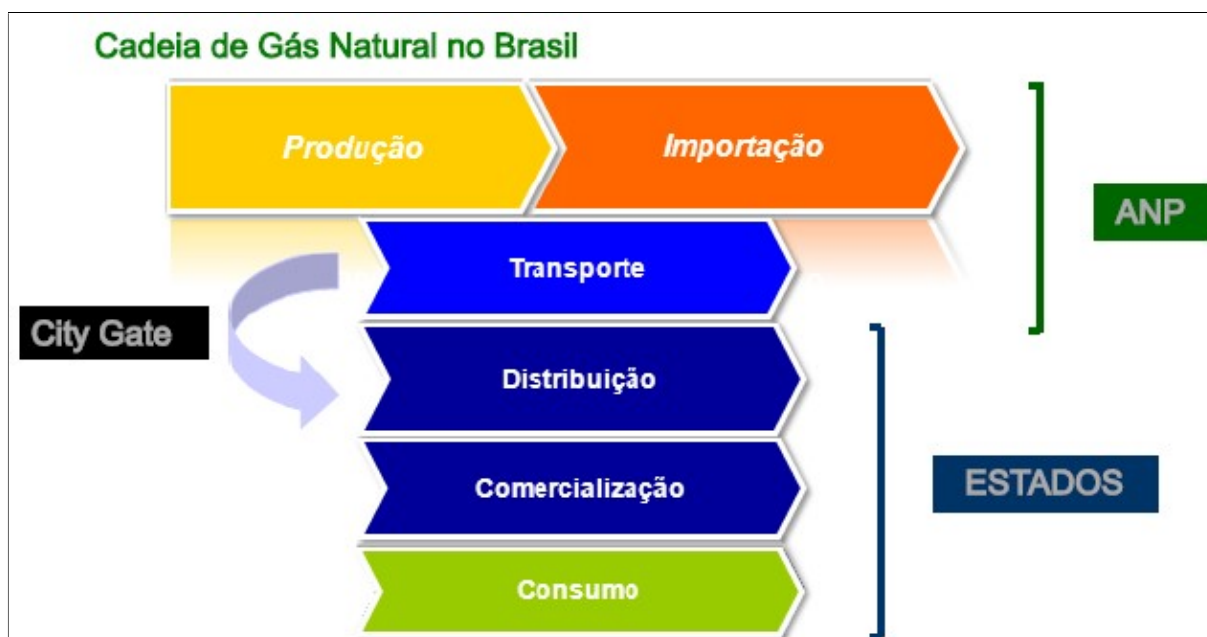 Cadeia de Gás Natural no Brasil
Produção
Importação
ANP
Transporte
City Gate
Distribuição
Comercialização
ESTADOS
Consumo